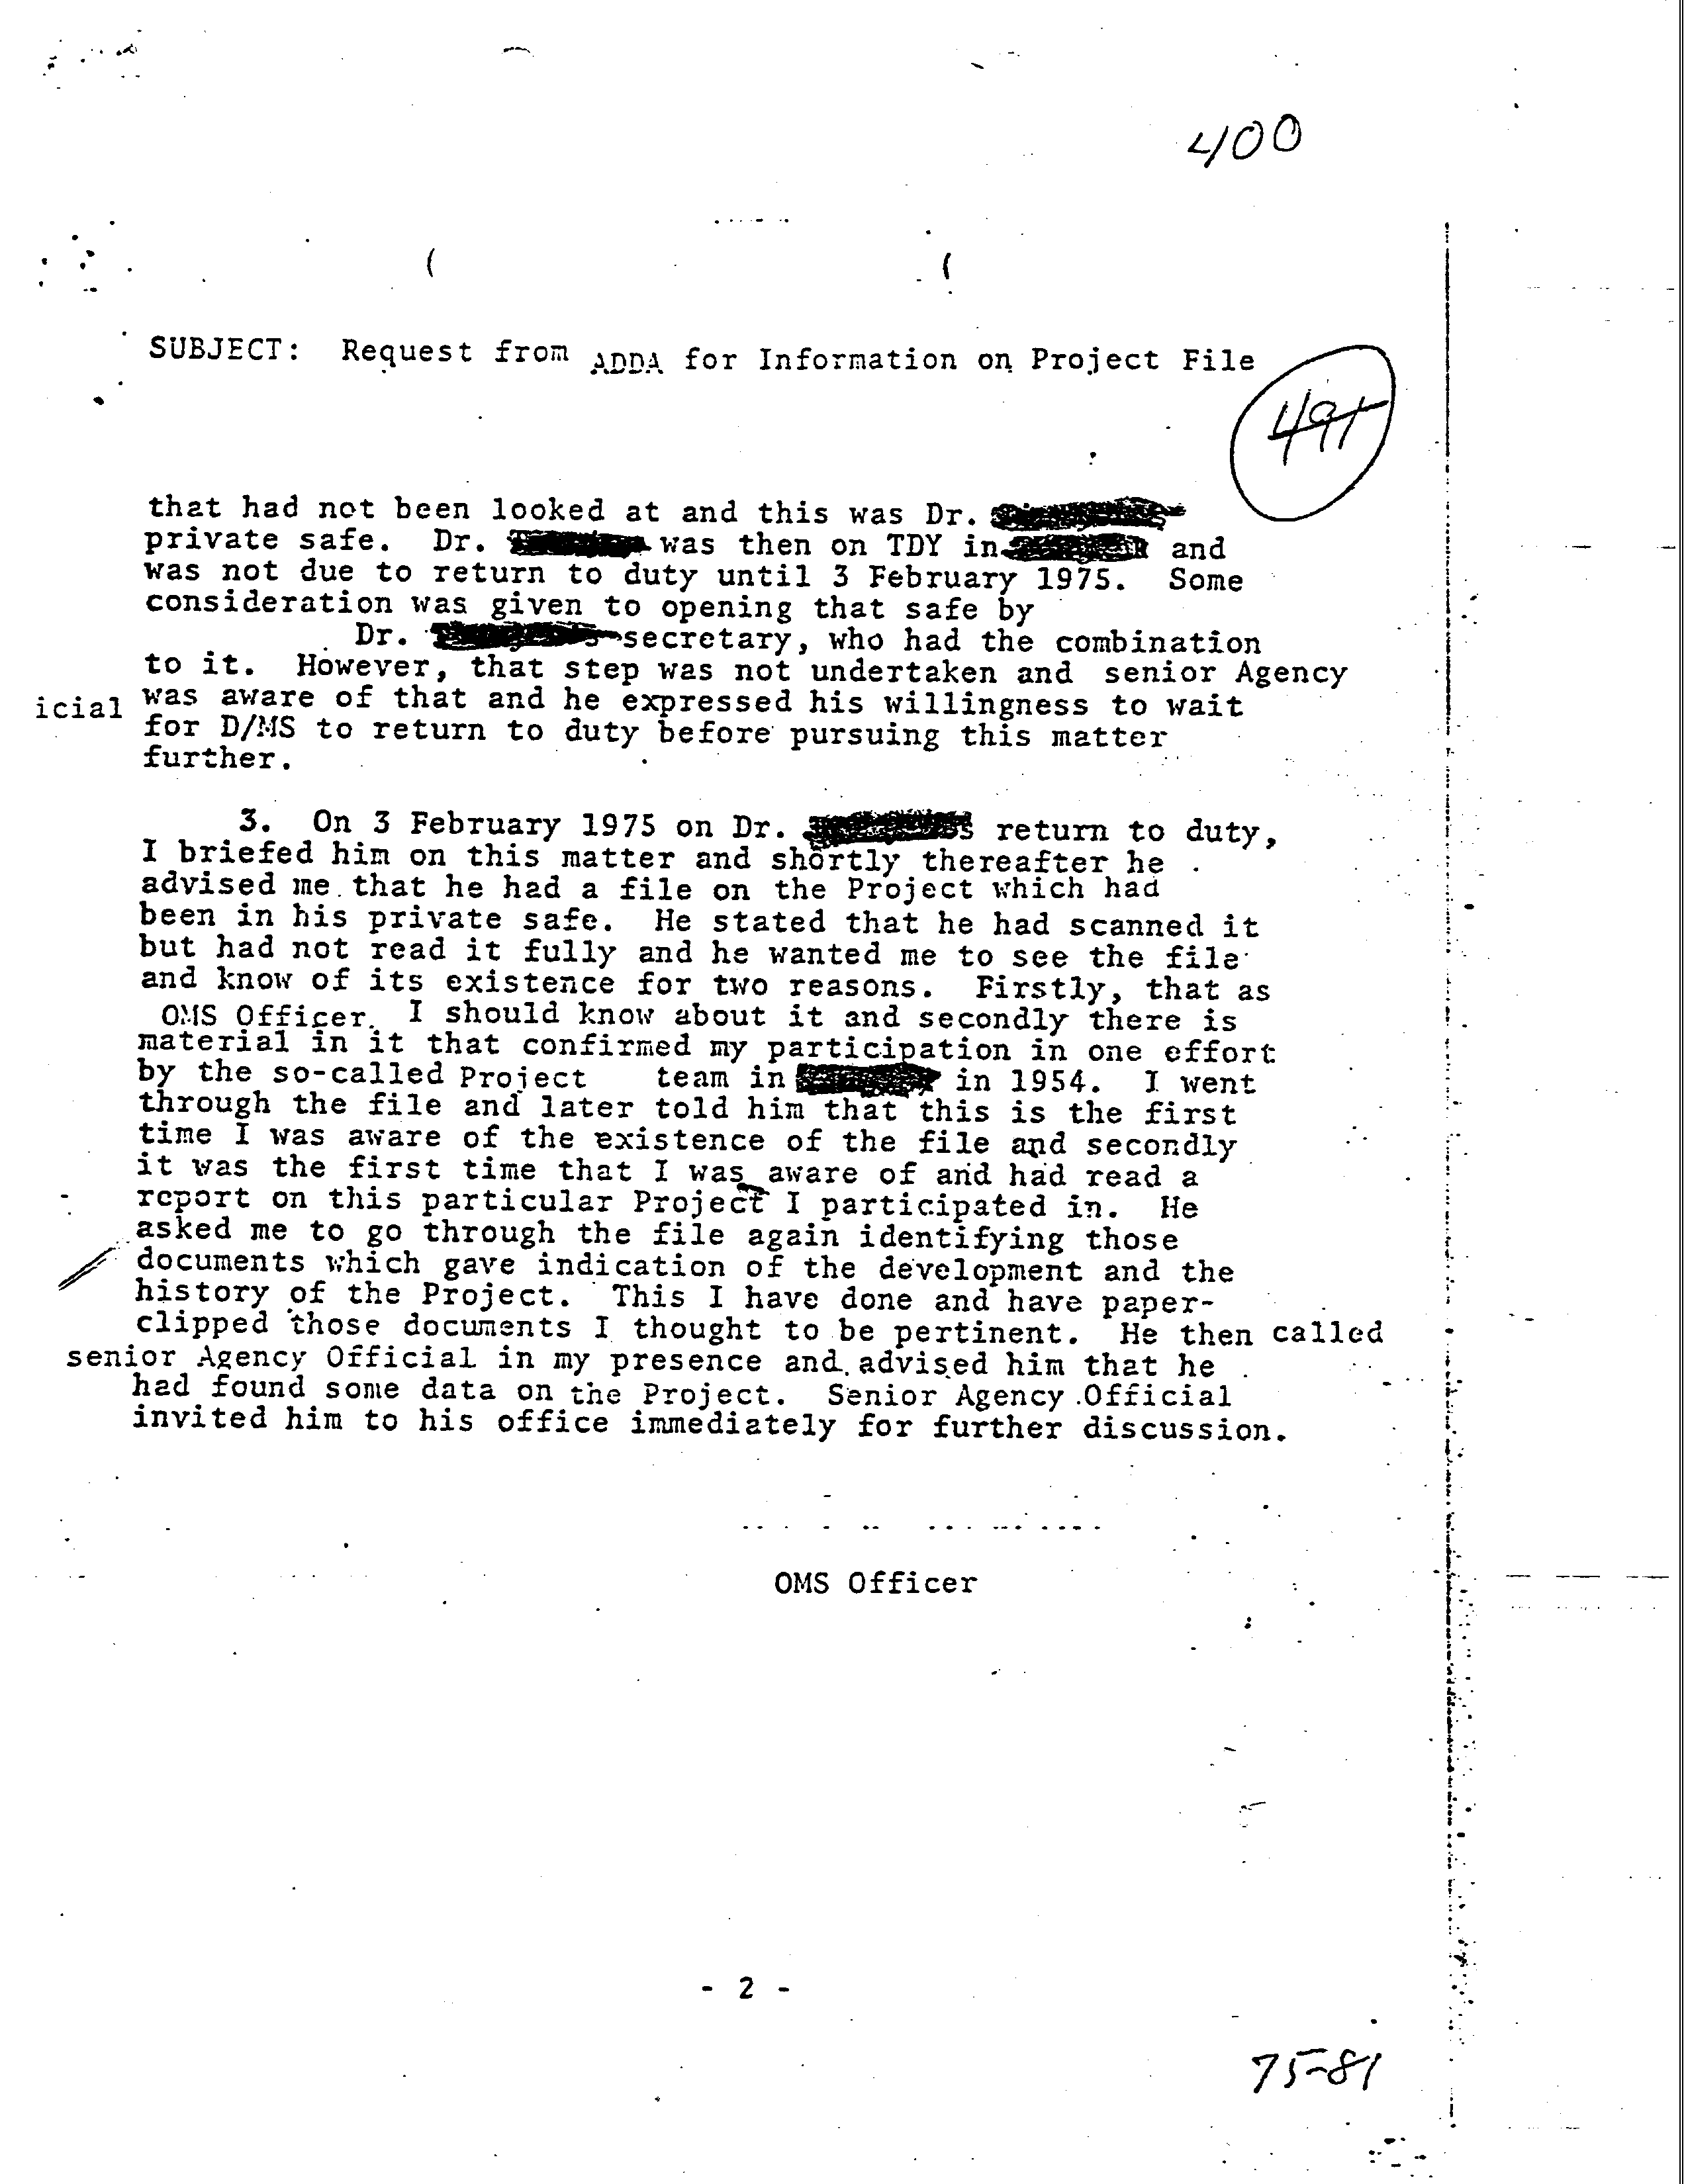 400
SUBJECT: Request from ADDA for Information on Project File
491
that had not been looked at and this was Dr.
private safe. Dr. was then on TDY in and
was not due to return to duty until 3 February 1975. Some
consideration was given to opening that safe by
Dr. secretary, who had the combination
to it. However, that step was not undertaken and senior Agency
icial was aware of that and he expressed his willingness to wait
for D/MS to return to duty before pursuing this matter
further.
3. On 3 February 1975 on Dr. return to duty,
I briefed him on this matter and shortly thereafter he
advised me that he had a file on the Project which had
been in his private safe. He stated that he had scanned it
but had not read it fully and he wanted me to see the file
and know of its existence for two reasons. Firstly, that as
OMS Officer. I should know about it and secondly there is
material in it that confirmed my participation in one effort
by the so-called Project team in in 1954. I went
through the file and later told him that this is the first
time I was aware of the existence of the file and secondly
it was the first time that I was aware of and had read a
report on this particular Project I participated in. He
asked me to go through the file again identifying those
documents which gave indication of the development and the
history of the Project. This I have done and have paper-
clipped those documents I thought to be pertinent. He then called
senior Agency Official in my presence and advised him that he
had found some data on the Project. Senior Agency Official
invited him to his office immediately for further discussion.
OMS Officer
- 2 -
75-81